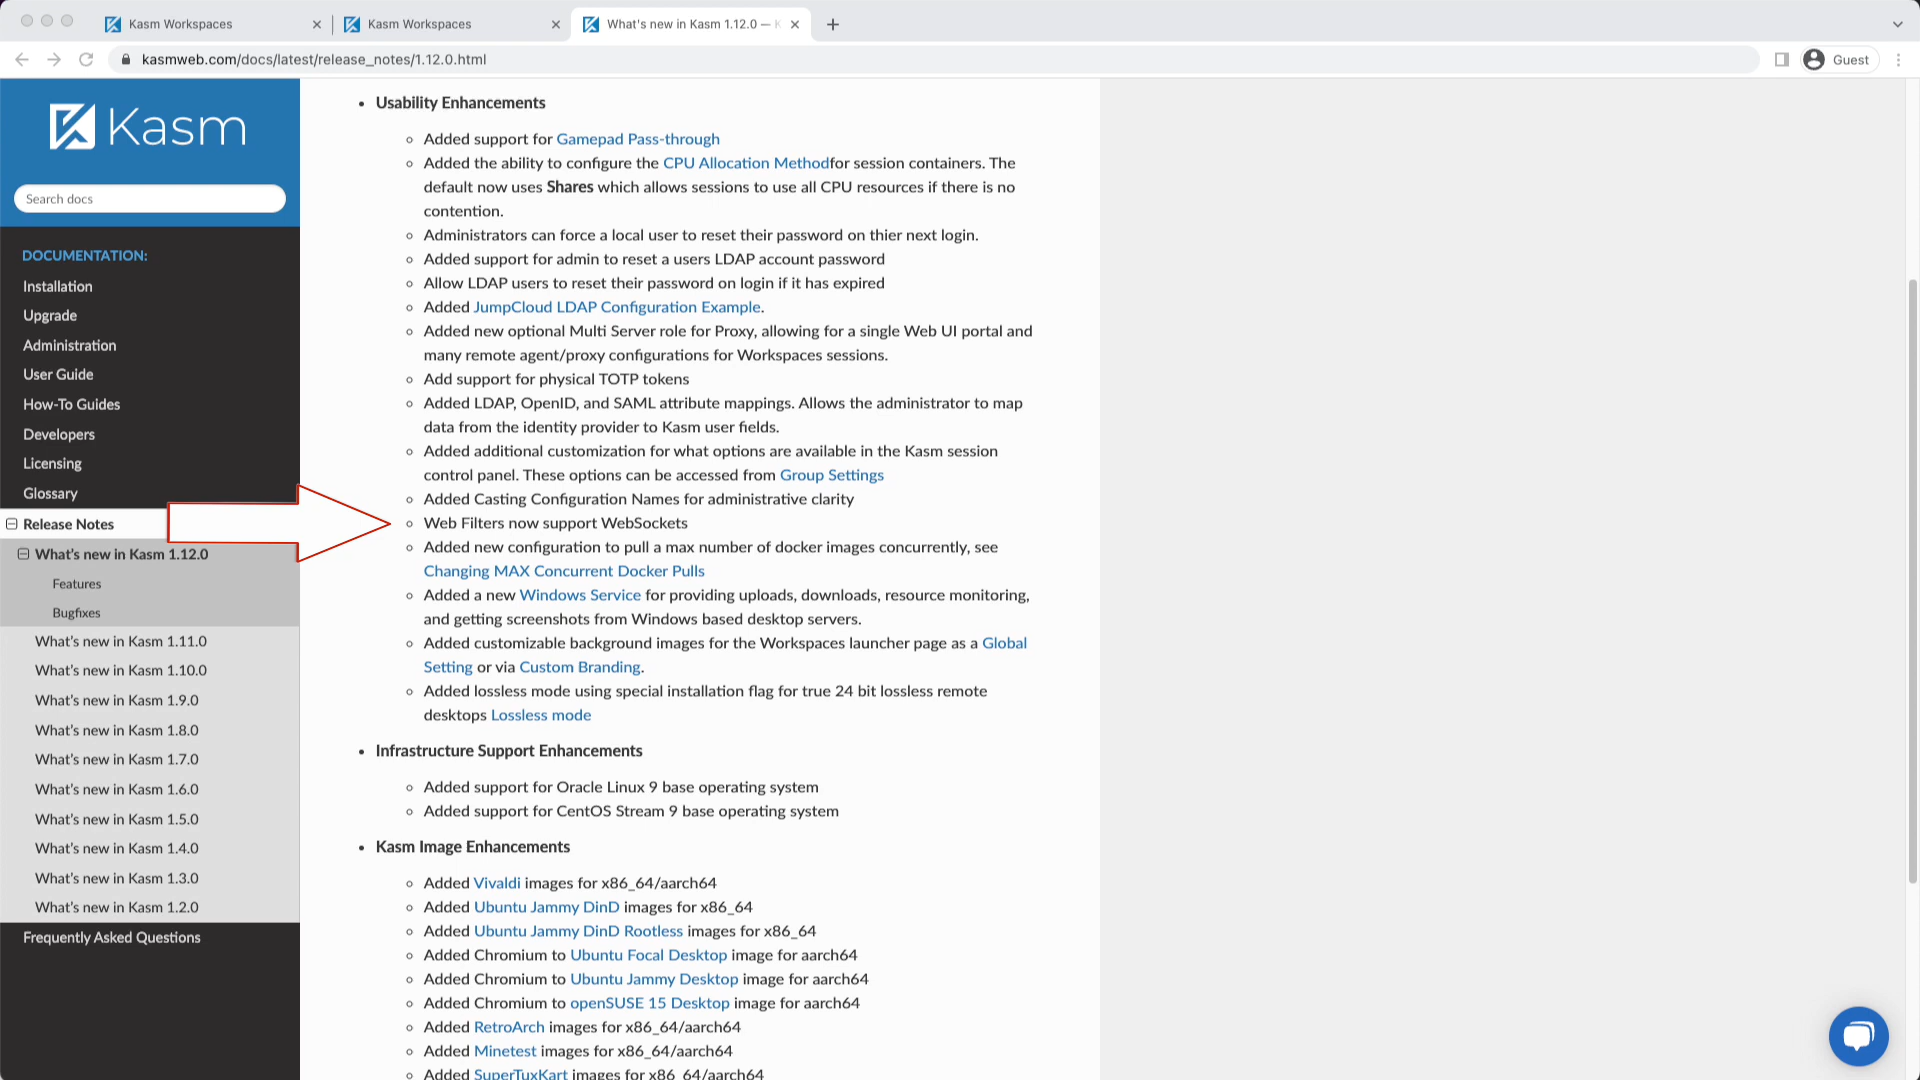 Kasm Workspaces
Kasm Workspaces
What's new in Kasm 1.12.0 —
kasmweb.com/docs/latest/release_notes/1.12.0.html
Guest
Kasm
Search docs
DOCUMENTATION:
Installation
Upgrade
Administration
User Guide
How-To Guides
Developers
Licensing
Glossary
Release Notes
What's new in Kasm 1.12.0
Features
Bugfixes
What's new in Kasm 1.11.0
What's new in Kasm 1.10.0
What's new in Kasm 1.9.0
What's new in Kasm 1.8.0
What's new in Kasm 1.7.0
What's new in Kasm 1.6.0
What's new in Kasm 1.5.0
What's new in Kasm 1.4.0
What's new in Kasm 1.3.0
What's new in Kasm 1.2.0
Frequently Asked Questions
Usability Enhancements
Added support for Gamepad Pass-through
Added the ability to configure the CPU Allocation Methodfor session containers. The
default now uses Shares which allows sessions to use all CPU resources if there is no
contention.
Administrators can force a local user to reset their password on thier next login.
Added support for admin to reset a users LDAP account password
Allow LDAP users to reset their password on login if it has expired
Added JumpCloud LDAP Configuration Example.
Added new optional Multi Server role for Proxy, allowing for a single Web UI portal and
many remote agent/proxy configurations for Workspaces sessions.
Add support for physical TOTP tokens
Added LDAP, OpenID, and SAML attribute mappings. Allows the administrator to map
data from the identity provider to Kasm user fields.
Added additional customization for what options are available in the Kasm session
control panel. These options can be accessed from Group Settings
Added Casting Configuration Names for administrative clarity
Web Filters now support WebSockets
Added new configuration to pull a max number of docker images concurrently, see
Changing MAX Concurrent Docker Pulls
Added a new Windows Service for providing uploads, downloads, resource monitoring,
and getting screenshots from Windows based desktop servers.
Added customizable background images for the Workspaces launcher page as a Global
Setting or via Custom Branding.
Added lossless mode using special installation flag for true 24 bit lossless remote
desktops Lossless mode
Infrastructure Support Enhancements
Added support for Oracle Linux 9 base operating system
Added support for CentOS Stream 9 base operating system
Kasm Image Enhancements
Added Vivaldi images for x86_64/aarch64
Added Ubuntu Jammy DinD images for x86_64
Added Ubuntu Jammy DinD Rootless images for x86_64
Added Chromium to Ubuntu Focal Desktop image for aarch64
Added Chromium to Ubuntu Jammy Desktop image for aarch64
Added Chromium to openSUSE 15 Desktop image for aarch64
Added RetroArch images for x86_64/aarch64
Added Minetest images for x86_64/aarch64
Added SuperTuxKart images for x86_64/aarch64